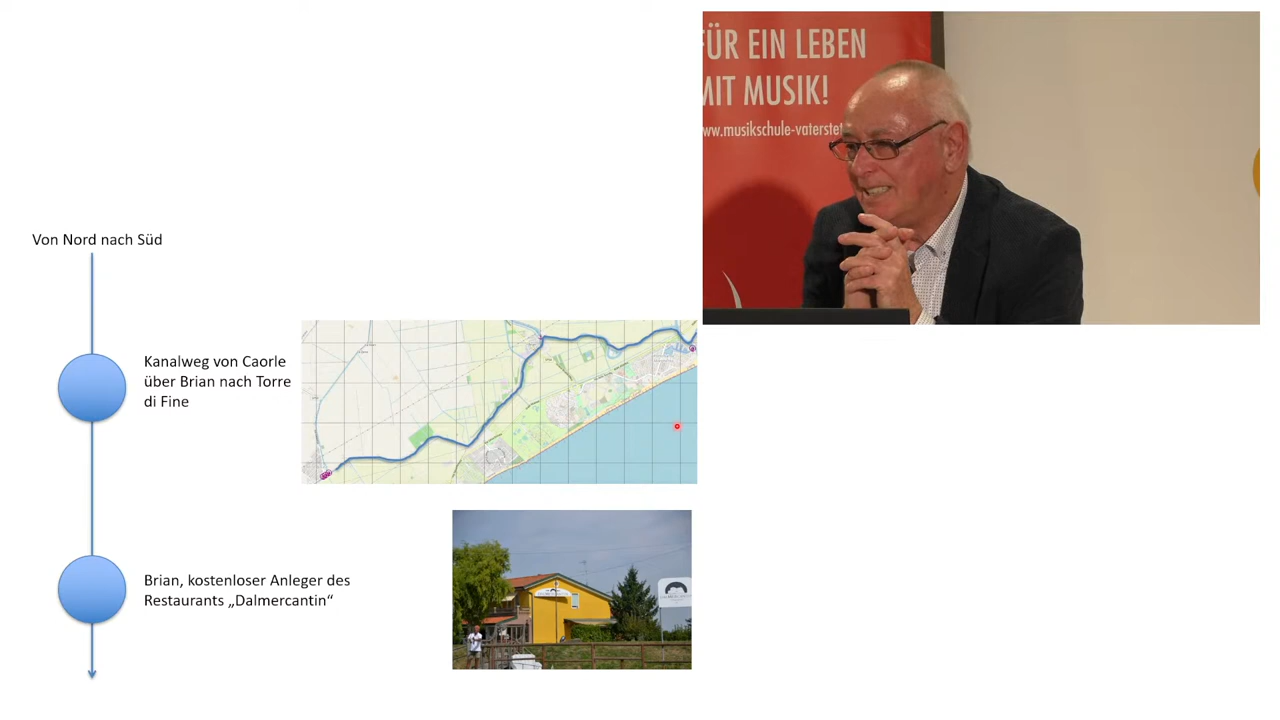 FÜR EIN LEBEN
MIT MUSIK!
www.musikschule-vaterstet
Von Nord nach Süd
Kanalweg von Caorle
über Brian nach Torre
di Fine
Brian, kostenloser Anleger des
Restaurants „Dalmercantin“